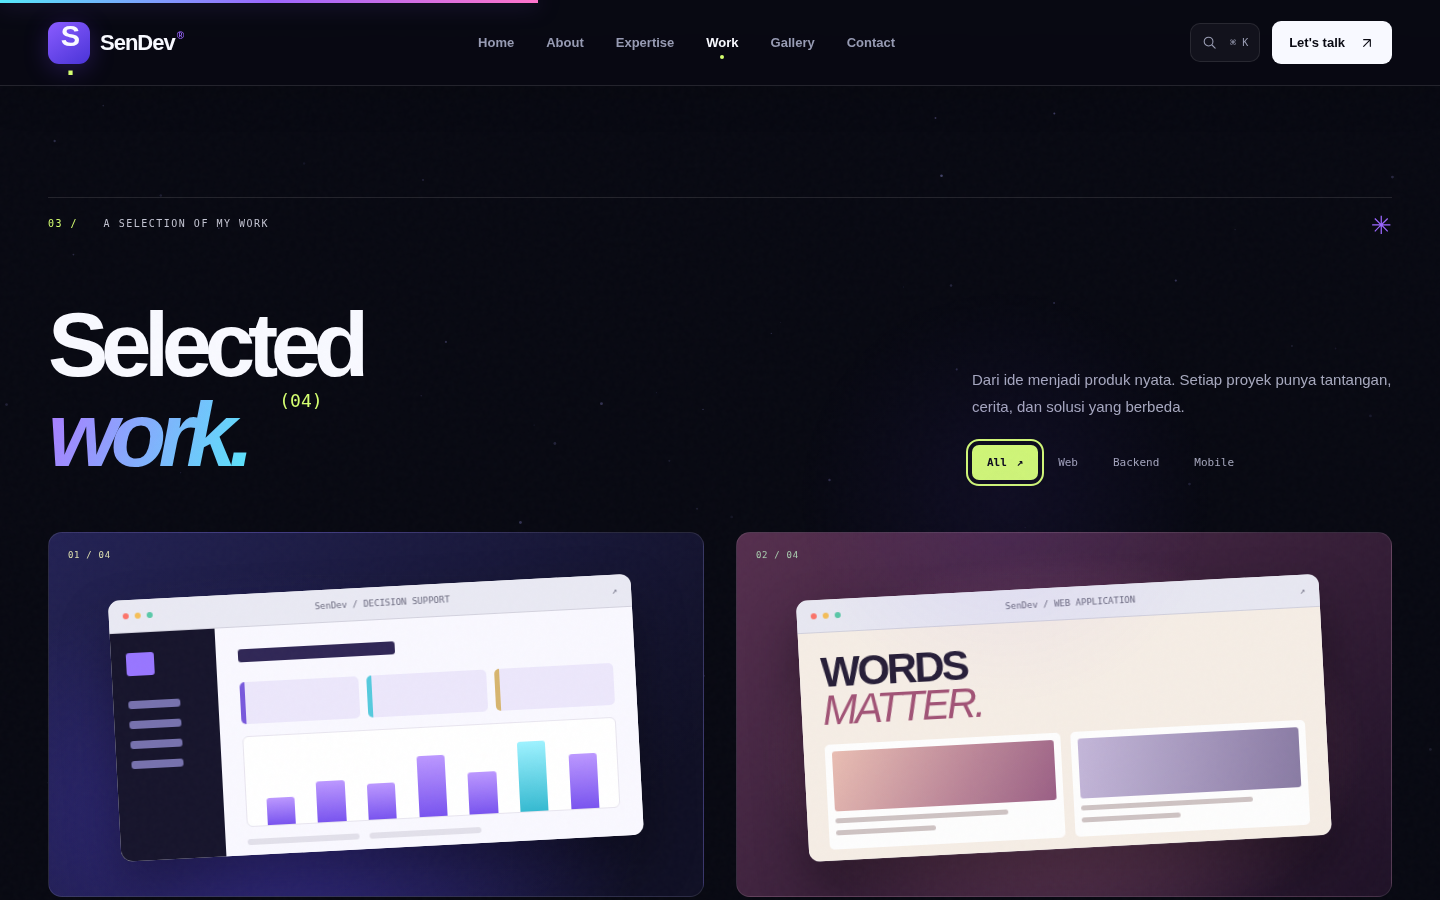 S.
SenDev®
Home
About
Expertise
Work
Gallery
Contact
⌘ K
Let's talk
03 /
A SELECTION OF MY WORK
Selected
work.
(04)
Dari ide menjadi produk nyata. Setiap proyek punya tantangan,
cerita, dan solusi yang berbeda.
All ↗
Web
Backend
Mobile
01 / 04
SenDev / DECISION SUPPORT
↗
02 / 04
SenDev / WEB APPLICATION
↗
WORDS
MATTER.